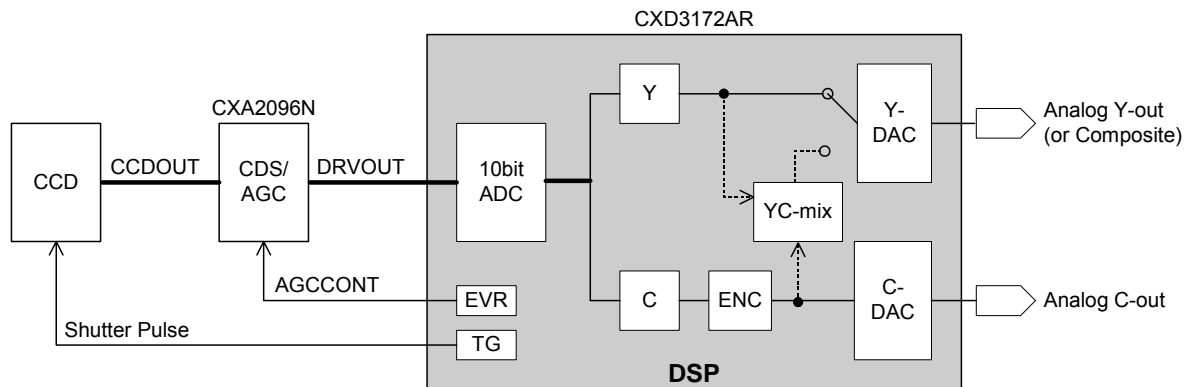 CXD3172AR
CXA2096N
CCD
CCDOUT
CDS/
AGC
DRVOUT
10bit
ADC
Y
Y-
DAC
Analog Y-out
(or Composite)
YC-mix
AGCCONT
EVR
C
ENC
C-
DAC
Analog C-out
Shutter Pulse
TG
DSP